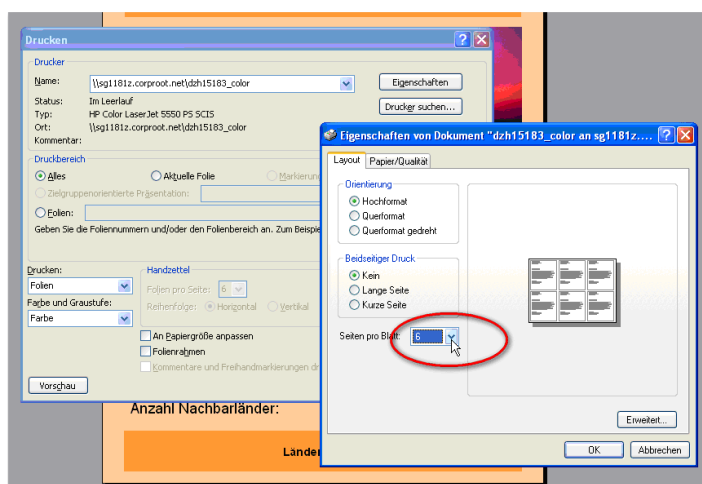 Drucken
Drucker
Name:
\\sg1181z.corproot.net\dzh15183_color
Eigenschaften
Status: Im Leerlauf
Typ: HP Color LaserJet 5550 PS SCIS
Ort: \\sg1181z.corproot.net\dzh15183_color
Kommentar:
Drucker suchen...
Druckbereich
Alles
Aktuelle Folie
Markierun
Zielgruppenorientierte Präsentation:
Folien:
Geben Sie die Foliennummern und/oder den Folienbereich an. Zum Beispie
Drucken:
Folien
Farbe und Graustufe:
Farbe
Handzettel
Folien pro Seite: 6
Reihenfolge: Horizontal Vertikal
An Papiergröße anpassen
Folienrahmen
Kommentare und Freihandmarkierungen dr
Vorschau
Eigenschaften von Dokument "dzh15183_color an sg1181z....
Layout Papier/Qualität
Orientierung
Hochformat
Querformat
Querformat gedreht
Beidseitiger Druck
Kein
Lange Seite
Kurze Seite
Seiten pro Blatt: 6
Erweitert...
OK Abbrechen
Anzahl Nachbarländer:
Länder